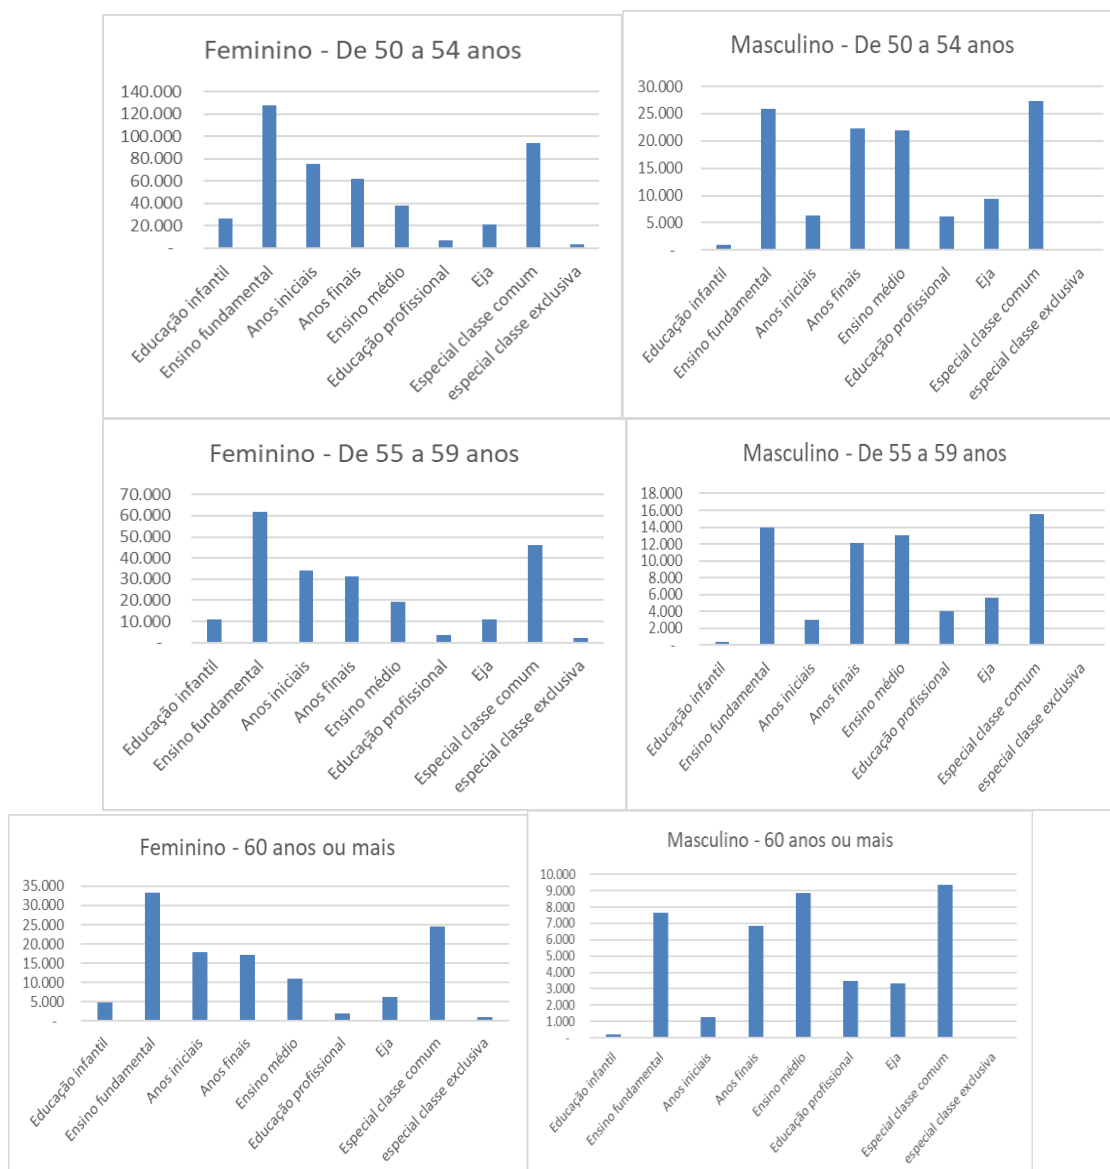 Feminino - De 50 a 54 anos
140.000
120.000
100.000
80.000
60.000
40.000
20.000
-
Educação infantil
Ensino fundamental
Anos iniciais
Anos finais
Ensino médio
Educação profissional
Eja
Especial classe comum
especial classe exclusiva
Masculino - De 50 a 54 anos
30.000
25.000
20.000
15.000
10.000
5.000
-
Educação infantil
Ensino fundamental
Anos iniciais
Anos finais
Ensino médio
Educação profissional
Eja
Especial classe comum
especial classe exclusiva
Feminino - De 55 a 59 anos
70.000
60.000
50.000
40.000
30.000
20.000
10.000
-
Educação infantil
Ensino fundamental
Anos iniciais
Anos finais
Ensino médio
Educação profissional
Eja
Especial classe comum
especial classe exclusiva
Masculino - De 55 a 59 anos
18.000
16.000
14.000
12.000
10.000
8.000
6.000
4.000
2.000
-
Educação infantil
Ensino fundamental
Anos iniciais
Anos finais
Ensino médio
Educação profissional
Eja
Especial classe comum
especial classe exclusiva
Feminino - 60 anos ou mais
35.000
30.000
25.000
20.000
15.000
10.000
5.000
-
Educação infantil
Ensino fundamental
Anos iniciais
Anos finais
Ensino médio
Educação profissional
Eja
Especial classe comum
especial classe exclusiva
Masculino - 60 anos ou mais
10.000
9.000
8.000
7.000
6.000
5.000
4.000
3.000
2.000
1.000
-
Educação infantil
Ensino fundamental
Anos iniciais
Anos finais
Ensino médio
Educação profissional
Eja
Especial classe comum
especial classe exclusiva